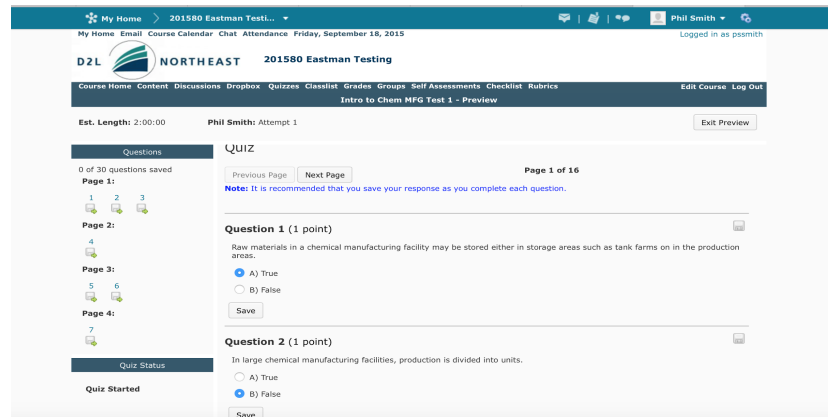 My Home 201580 Eastman Testi... Phil Smith
My Home Email Course Calendar Chat Attendance Friday, September 18, 2015 Logged in as pssmith
D2L NORTHEAST 201580 Eastman Testing
Course Home Content Discussions Dropbox Quizzes Classlist Grades Groups Self Assessments Checklist Rubrics Edit Course Log Out
Intro to Chem MFG Test 1 - Preview
Est. Length: 2:00:00 Phil Smith: Attempt 1 Exit Preview
Questions
0 of 30 questions saved
Page 1:
1 2 3
Page 2:
4
Page 3:
5 6
Page 4:
7
Quiz Status
Quiz Started
Quiz
Previous Page Next Page Page 1 of 16
Note: It is recommended that you save your response as you complete each question.
Question 1 (1 point)
Raw materials in a chemical manufacturing facility may be stored either in storage areas such as tank farms on in the production
areas.
A) True
B) False
Save
Question 2 (1 point)
In large chemical manufacturing facilities, production is divided into units.
A) True
B) False
Save